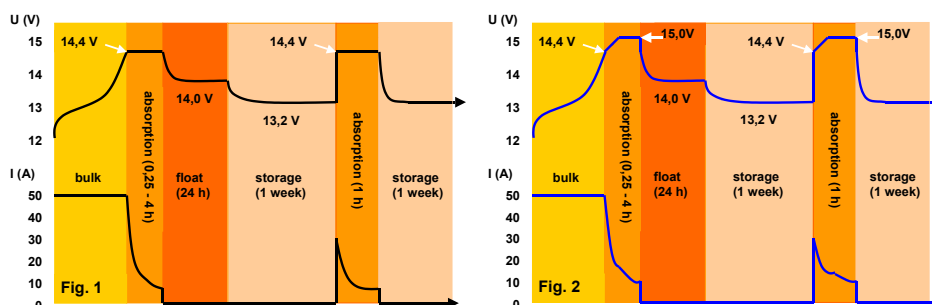 U (V)
15
14
13
12
I (A)
50
40
30
20
10
0
14,4 V
14,0 V
13,2 V
14,4 V
bulk
absorption (0,25 - 4 h)
float
(24 h)
storage
(1 week)
absorption (1 h)
storage
(1 week)
Fig. 1
U (V)
15
14
13
12
I (A)
50
40
30
20
10
0
14,4 V
15,0V
14,0 V
13,2 V
14,4 V
15,0V
bulk
absorption (0,25 - 4 h)
float
(24 h)
storage
(1 week)
absorption (1 h)
storage
(1 week)
Fig. 2